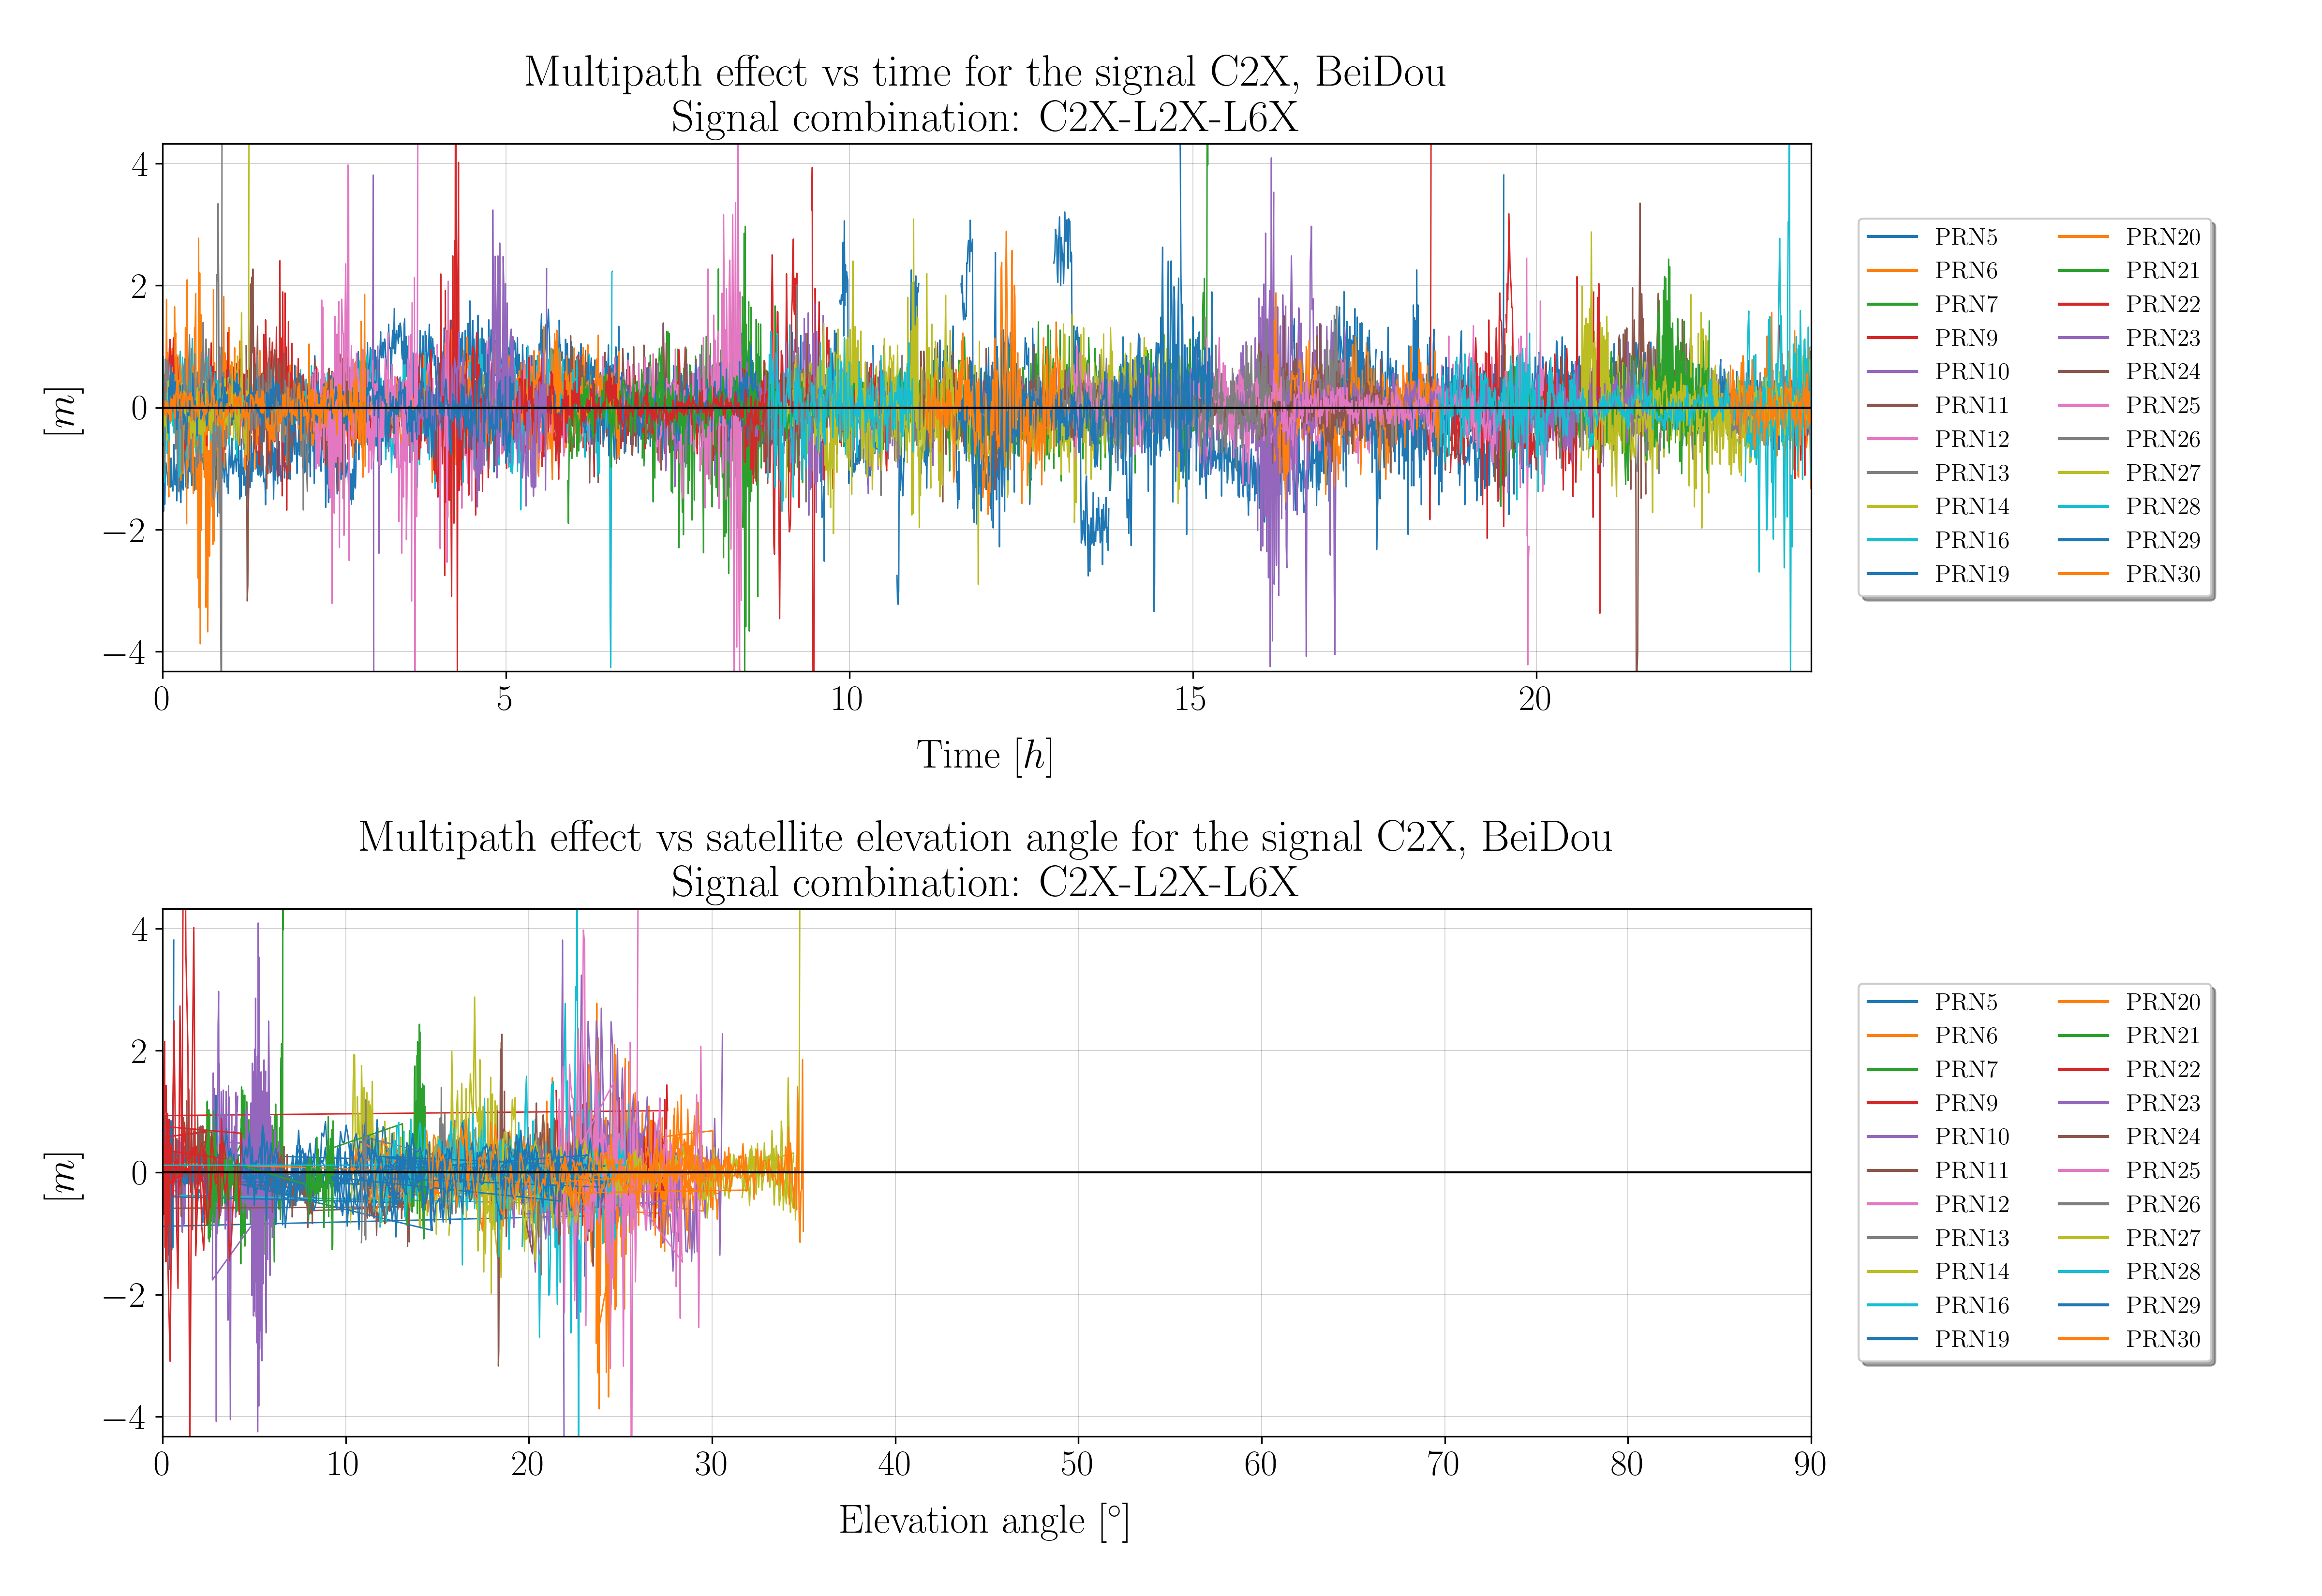 Multipath effect vs time for the signal C2X, BeiDou
Signal combination: C2X-L2X-L6X
4
2
0
−2
−4
[m]
0 5 10 15 20
Time [h]
PRN5 PRN20
PRN6 PRN21
PRN7 PRN22
PRN9 PRN23
PRN10 PRN24
PRN11 PRN25
PRN12 PRN26
PRN13 PRN27
PRN14 PRN28
PRN16 PRN29
PRN19 PRN30
Multipath effect vs satellite elevation angle for the signal C2X, BeiDou
Signal combination: C2X-L2X-L6X
4
2
0
−2
−4
[m]
0 10 20 30 40 50 60 70 80 90
Elevation angle [°]
PRN5 PRN20
PRN6 PRN21
PRN7 PRN22
PRN9 PRN23
PRN10 PRN24
PRN11 PRN25
PRN12 PRN26
PRN13 PRN27
PRN14 PRN28
PRN16 PRN29
PRN19 PRN30